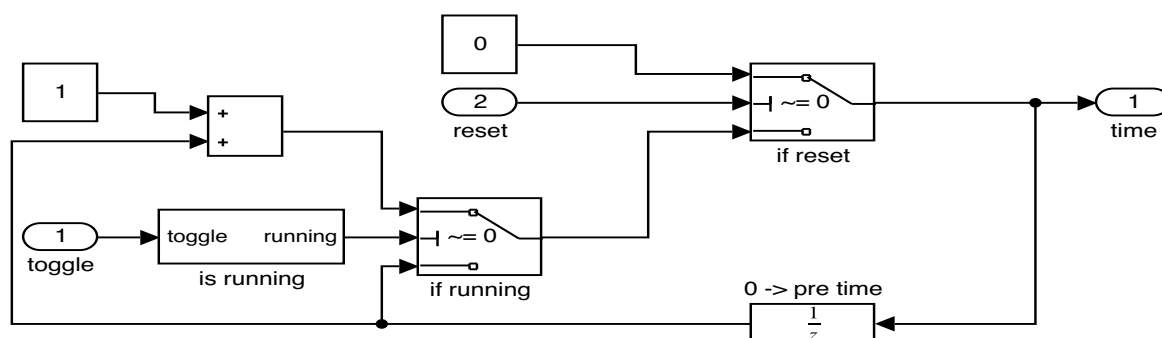 0
1
+
+
2
reset
~= 0
if reset
1
time
1
toggle
toggle running
is running
~= 0
if running
0 -> pre time
1
z